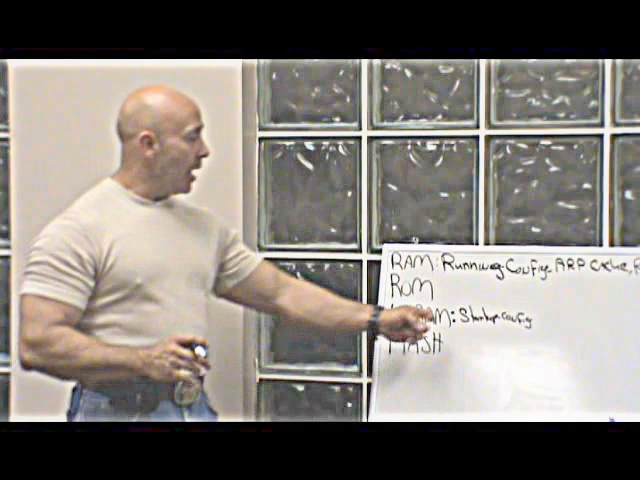 RAM: Running-Config, ARP Cache,
ROM
Startup-Config
FLASH